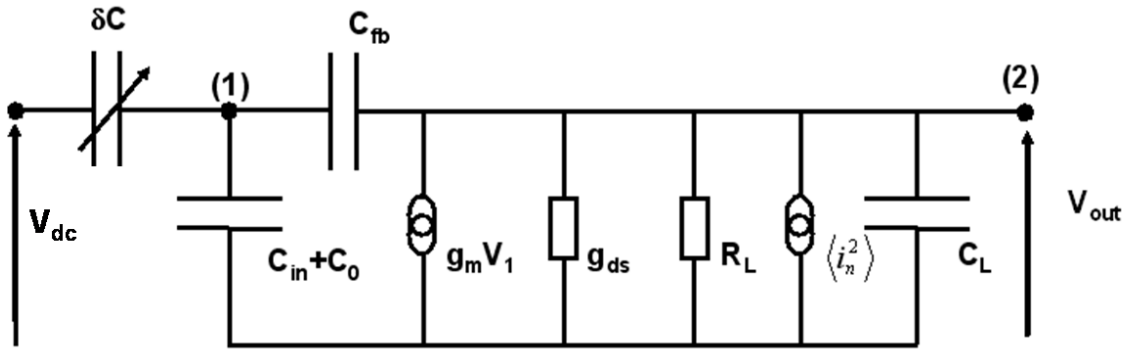 δC
C_fb
(1)
(2)
V_dc
C_in+C_0
g_mV_1
g_ds
R_L
⟨i_n^2⟩
C_L
V_out